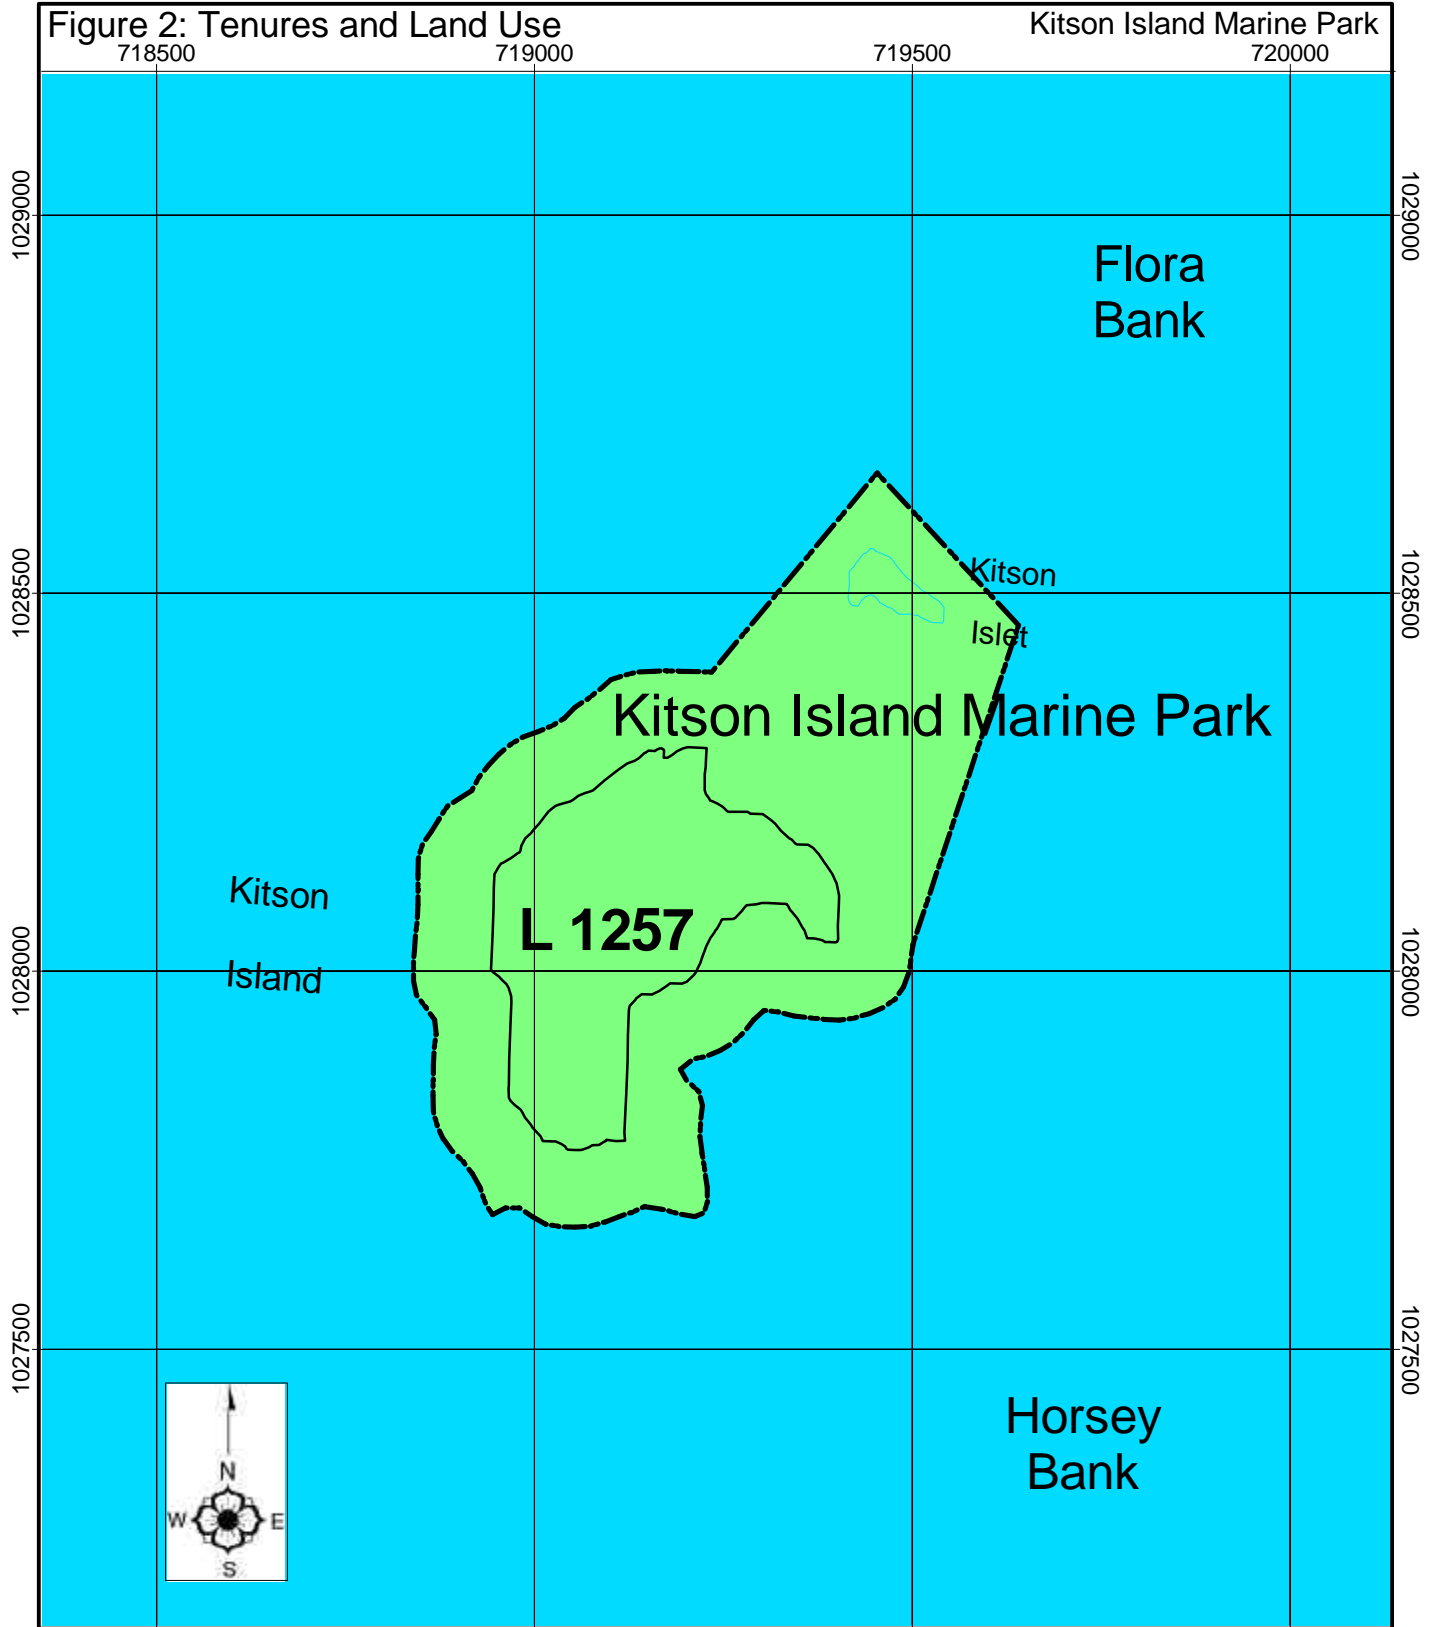 Figure 2: Tenures and Land Use
Kitson Island Marine Park
718500
719000
719500
720000
1029000
1029000
Flora
Bank
1028500
Kitson
1028500
Islet
Kitson Island Marine Park
Kitson
L 1257
1028000
Island
1028000
1027500
1027500
Horsey
Bank
N
W
E
S